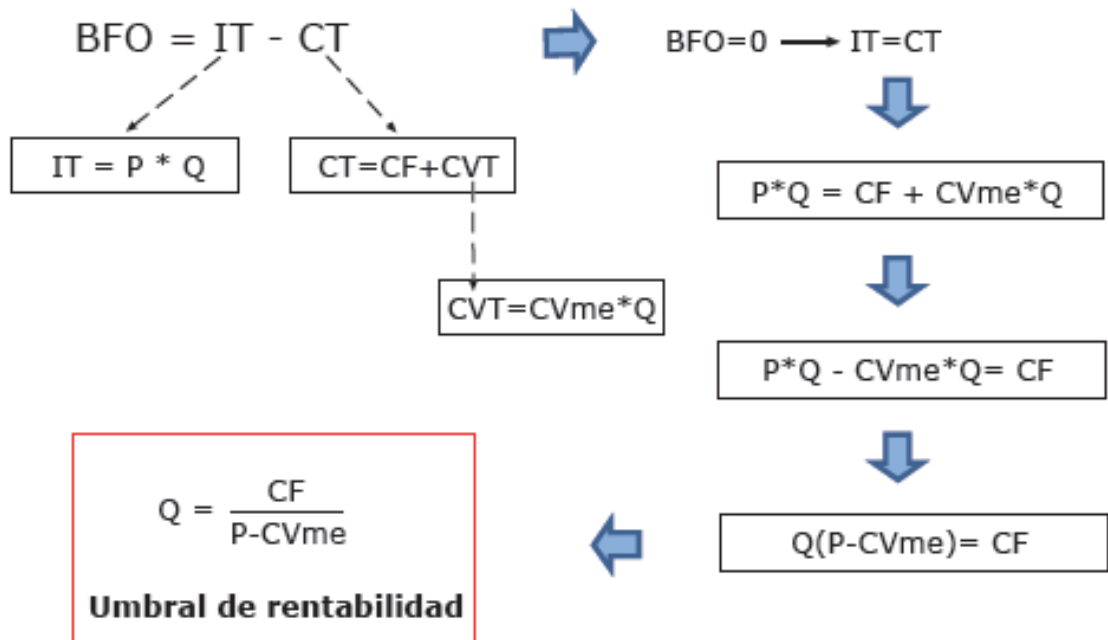 BFO = IT - CT
BFO=0 → IT=CT
IT = P * Q
CT=CF+CVT
CVT=CVme*Q
P*Q = CF + CVme*Q
P*Q - CVme*Q= CF
Q(P-CVme)= CF
Q = CF
P-CVme
Umbral de rentabilidad